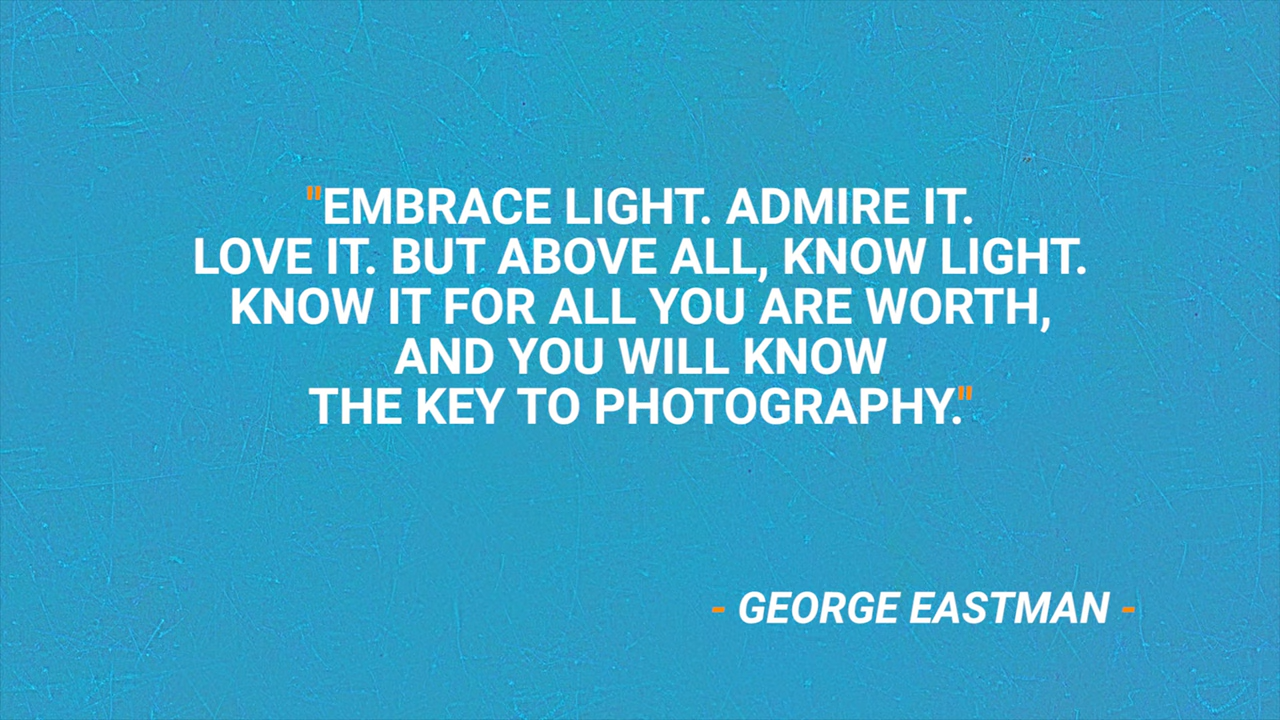 "EMBRACE LIGHT. ADMIRE IT.
LOVE IT. BUT ABOVE ALL, KNOW LIGHT.
KNOW IT FOR ALL YOU ARE WORTH,
AND YOU WILL KNOW
THE KEY TO PHOTOGRAPHY."
- GEORGE EASTMAN -